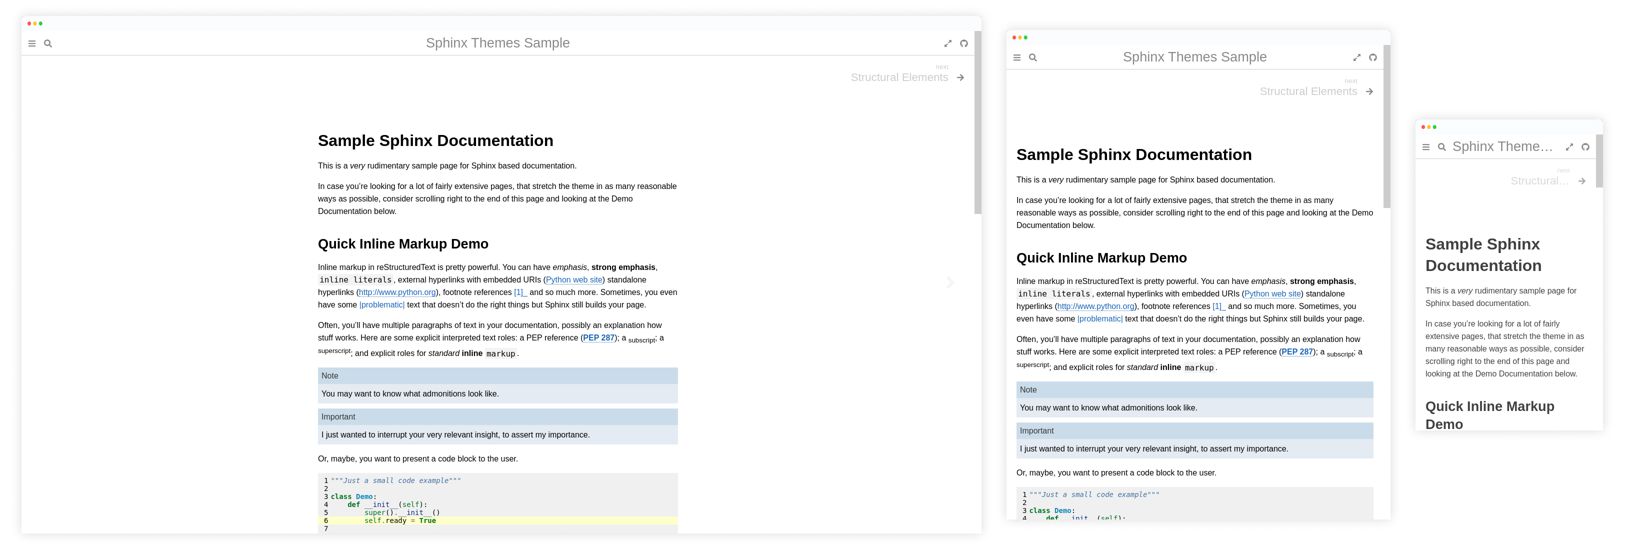 Sphinx Themes Sample
next
Structural Elements
Sample Sphinx Documentation
This is a very rudimentary sample page for Sphinx based documentation.
In case you’re looking for a lot of fairly extensive pages, that stretch the theme in as many reasonable
ways as possible, consider scrolling right to the end of this page and looking at the Demo
Documentation below.
Quick Inline Markup Demo
Inline markup in reStructuredText is pretty powerful. You can have emphasis, strong emphasis,
inline literals, external hyperlinks with embedded URIs (Python web site) standalone
hyperlinks (http://www.python.org), footnote references [1]_ and so much more. Sometimes, you even
have some |problematic| text that doesn’t do the right things but Sphinx still builds your page.
Often, you’ll have multiple paragraphs of text in your documentation, possibly an explanation how
stuff works. Here are some explicit interpreted text roles: a PEP reference (PEP 287); a subscript; a
superscript; and explicit roles for standard inline markup.
Note
You may want to know what admonitions look like.
Important
I just wanted to interrupt your very relevant insight, to assert my importance.
Or, maybe, you want to present a code block to the user.
1 """Just a small code example"""
2
3 class Demo:
4     def __init__(self):
5         super().__init__()
6         self.ready = True
7
Sphinx Themes Sample
next
Structural Elements
Sample Sphinx Documentation
This is a very rudimentary sample page for Sphinx based documentation.
In case you’re looking for a lot of fairly extensive pages, that stretch the theme in as many
reasonable ways as possible, consider scrolling right to the end of this page and looking at the Demo
Documentation below.
Quick Inline Markup Demo
Inline markup in reStructuredText is pretty powerful. You can have emphasis, strong emphasis,
inline literals, external hyperlinks with embedded URIs (Python web site) standalone
hyperlinks (http://www.python.org), footnote references [1]_ and so much more. Sometimes, you
even have some |problematic| text that doesn’t do the right things but Sphinx still builds your page.
Often, you’ll have multiple paragraphs of text in your documentation, possibly an explanation how
stuff works. Here are some explicit interpreted text roles: a PEP reference (PEP 287); a subscript; a
superscript; and explicit roles for standard inline markup.
Note
You may want to know what admonitions look like.
Important
I just wanted to interrupt your very relevant insight, to assert my importance.
Or, maybe, you want to present a code block to the user.
1 """Just a small code example"""
2
3 class Demo:
4     def __init__(self):
Sphinx Theme...
next
Structural...
Sample Sphinx
Documentation
This is a very rudimentary sample page for
Sphinx based documentation.
In case you’re looking for a lot of fairly
extensive pages, that stretch the theme in as
many reasonable ways as possible, consider
scrolling right to the end of this page and
looking at the Demo Documentation below.
Quick Inline Markup
Demo